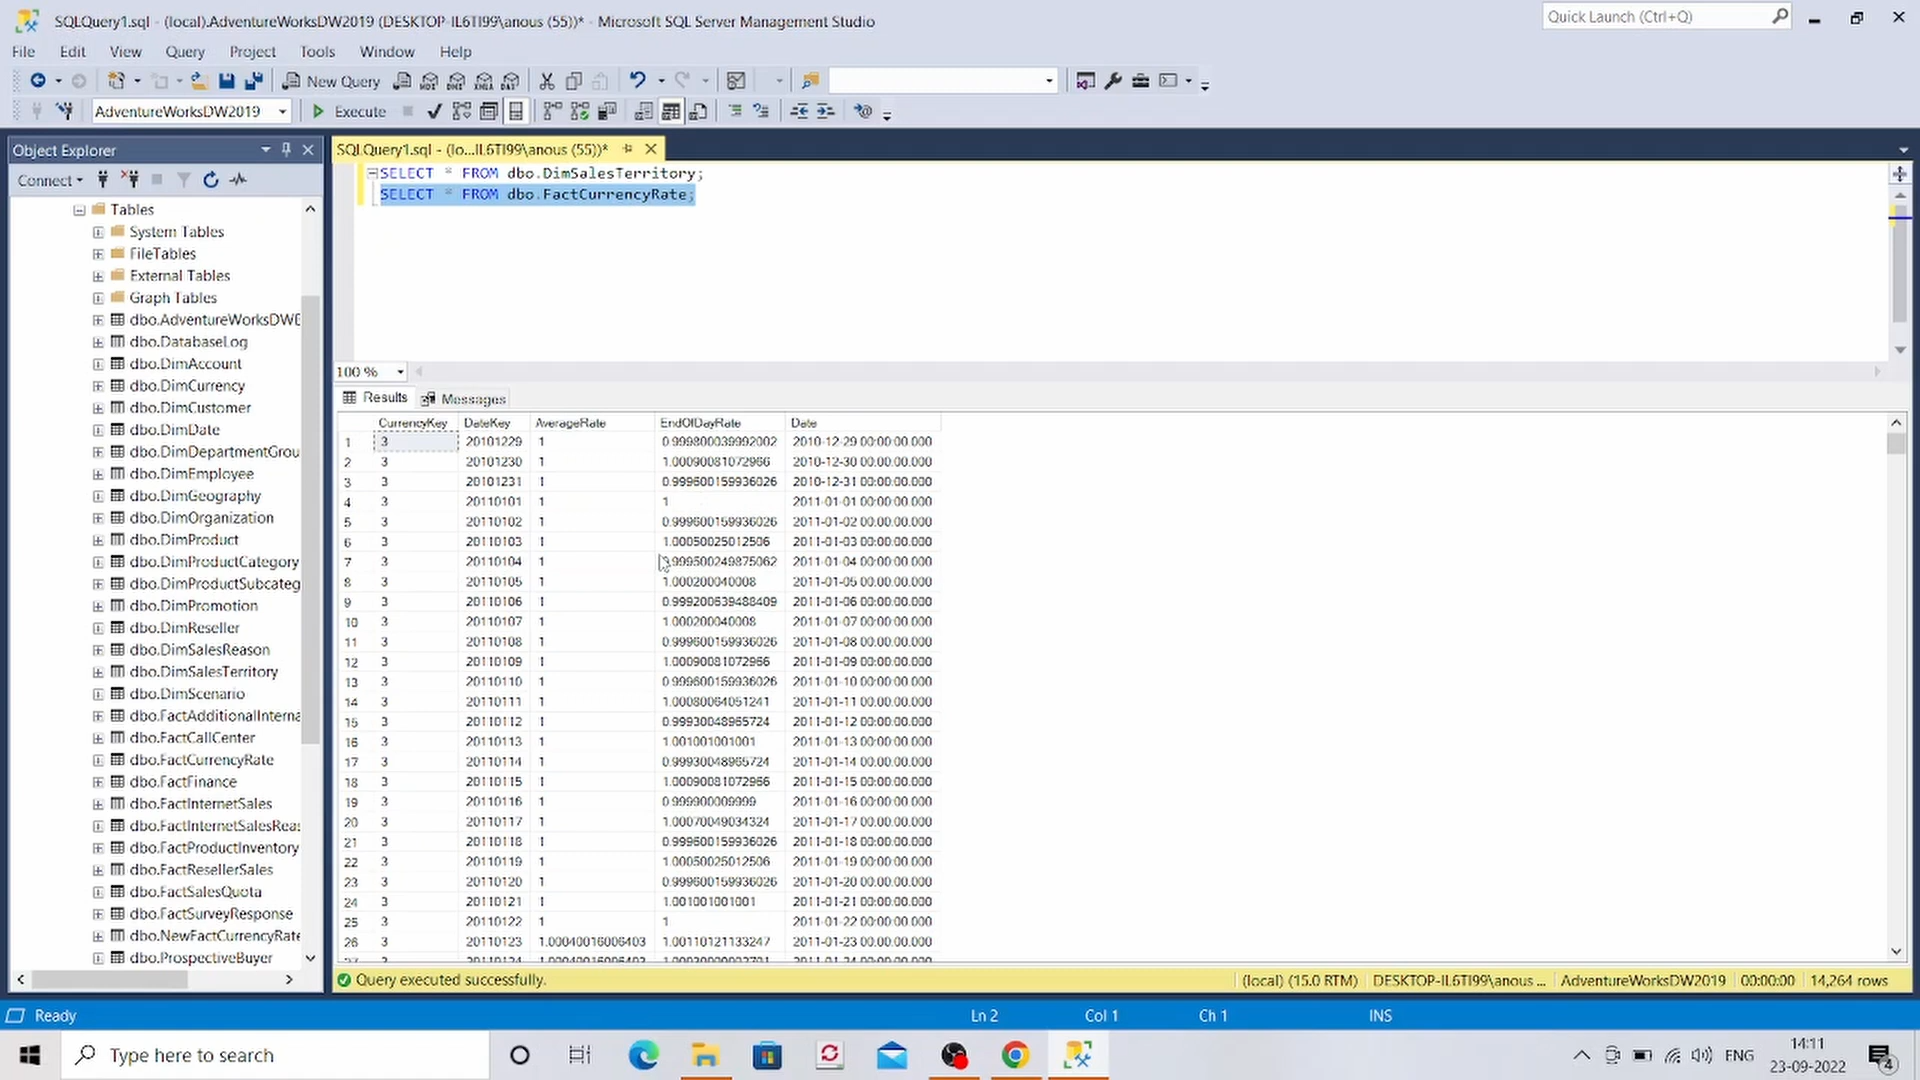 SQLQuery1.sql - (local).AdventureWorksDW2019 (DESKTOP-IL6TI99\anous (55))* - Microsoft SQL Server Management Studio
Quick Launch (Ctrl+Q)
File Edit View Query Project Tools Window Help
New Query
AdventureWorksDW2019
Execute
Object Explorer
Connect
Tables
System Tables
FileTables
External Tables
Graph Tables
dbo.AdventureWorksDWE
dbo.DatabaseLog
dbo.DimAccount
dbo.DimCurrency
dbo.DimCustomer
dbo.DimDate
dbo.DimDepartmentGrou
dbo.DimEmployee
dbo.DimGeography
dbo.DimOrganization
dbo.DimProduct
dbo.DimProductCategory
dbo.DimProductSubcateg
dbo.DimPromotion
dbo.DimReseller
dbo.DimSalesReason
dbo.DimSalesTerritory
dbo.DimScenario
dbo.FactAdditionalInterna
dbo.FactCallCenter
dbo.FactCurrencyRate
dbo.FactFinance
dbo.FactInternetSales
dbo.FactInternetSalesReas
dbo.FactProductInventory
dbo.FactResellerSales
dbo.FactSalesQuota
dbo.FactSurveyResponse
dbo.NewFactCurrencyRate
dbo.ProspectiveBuyer
SQLQuery1.sql - (lo...IL6TI99\anous (55))*
SELECT * FROM dbo.DimSalesTerritory;
SELECT * FROM dbo.FactCurrencyRate;
100 %
Results Messages
CurrencyKey DateKey AverageRate EndOfDayRate Date
1 3 20101229 1 0.999800039992002 2010-12-29 00:00:00.000
2 3 20101230 1 1.00090081072966 2010-12-30 00:00:00.000
3 3 20101231 1 0.999600159936026 2010-12-31 00:00:00.000
4 3 20110101 1 1 2011-01-01 00:00:00.000
5 3 20110102 1 0.999600159936026 2011-01-02 00:00:00.000
6 3 20110103 1 1.00050025012506 2011-01-03 00:00:00.000
7 3 20110104 1 0.999500249875062 2011-01-04 00:00:00.000
8 3 20110105 1 1.000200040008 2011-01-05 00:00:00.000
9 3 20110106 1 0.999200639488409 2011-01-06 00:00:00.000
10 3 20110107 1 1.000200040008 2011-01-07 00:00:00.000
11 3 20110108 1 0.999600159936026 2011-01-08 00:00:00.000
12 3 20110109 1 1.00090081072966 2011-01-09 00:00:00.000
13 3 20110110 1 0.999600159936026 2011-01-10 00:00:00.000
14 3 20110111 1 1.00080064051241 2011-01-11 00:00:00.000
15 3 20110112 1 0.99930048965724 2011-01-12 00:00:00.000
16 3 20110113 1 1.001001001001 2011-01-13 00:00:00.000
17 3 20110114 1 0.99930048965724 2011-01-14 00:00:00.000
18 3 20110115 1 1.00090081072966 2011-01-15 00:00:00.000
19 3 20110116 1 0.999900009999 2011-01-16 00:00:00.000
20 3 20110117 1 1.00070049034324 2011-01-17 00:00:00.000
21 3 20110118 1 0.999600159936026 2011-01-18 00:00:00.000
22 3 20110119 1 1.00050025012506 2011-01-19 00:00:00.000
23 3 20110120 1 0.999600159936026 2011-01-20 00:00:00.000
24 3 20110121 1 1.001001001001 2011-01-21 00:00:00.000
25 3 20110122 1 1 2011-01-22 00:00:00.000
26 3 20110123 1.00040016006403 1.00110121133247 2011-01-23 00:00:00.000
Query executed successfully.
(local) (15.0 RTM) DESKTOP-IL6TI99\anous ... AdventureWorksDW2019 00:00:00 14,264 rows
Ready Ln 2 Col 1 Ch 1 INS
Type here to search
ENG
14:11
23-09-2022
4